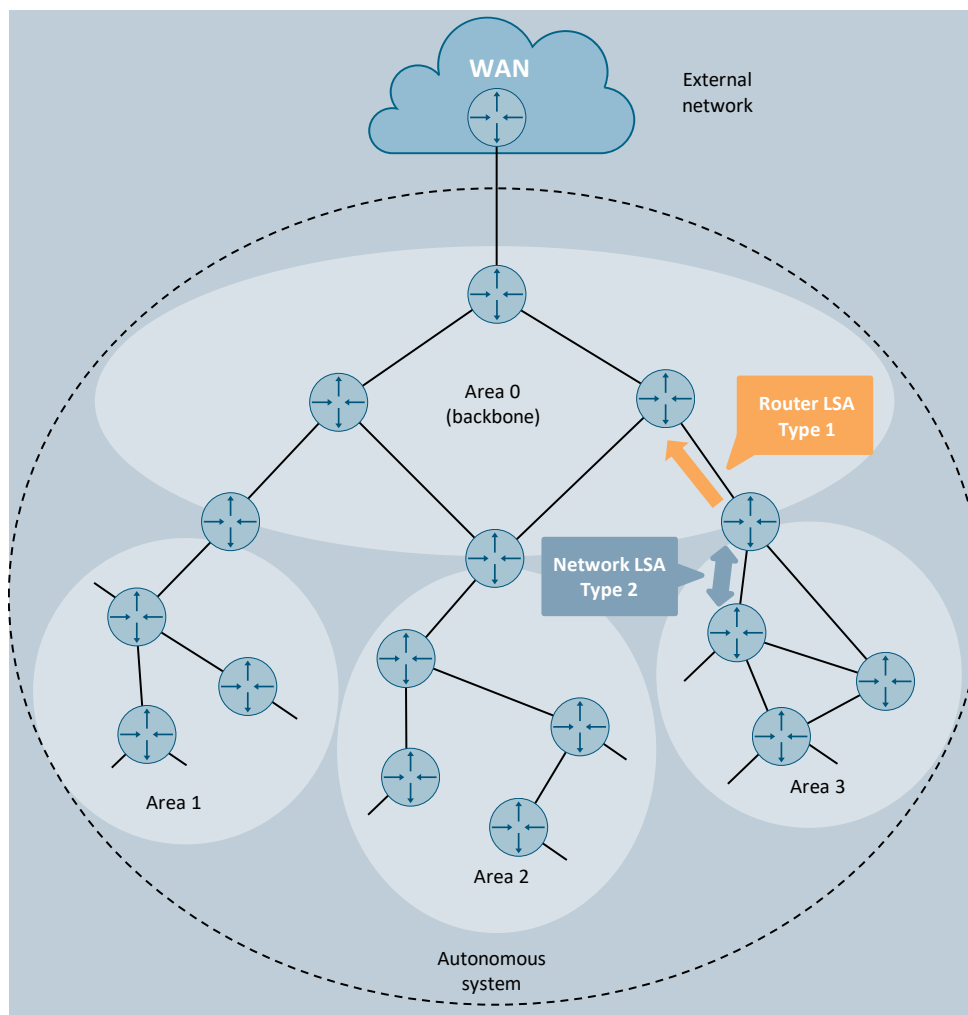 WAN
External
network
Area 0
(backbone)
Router LSA
Type 1
Network LSA
Type 2
Area 1
Area 2
Area 3
Autonomous
system